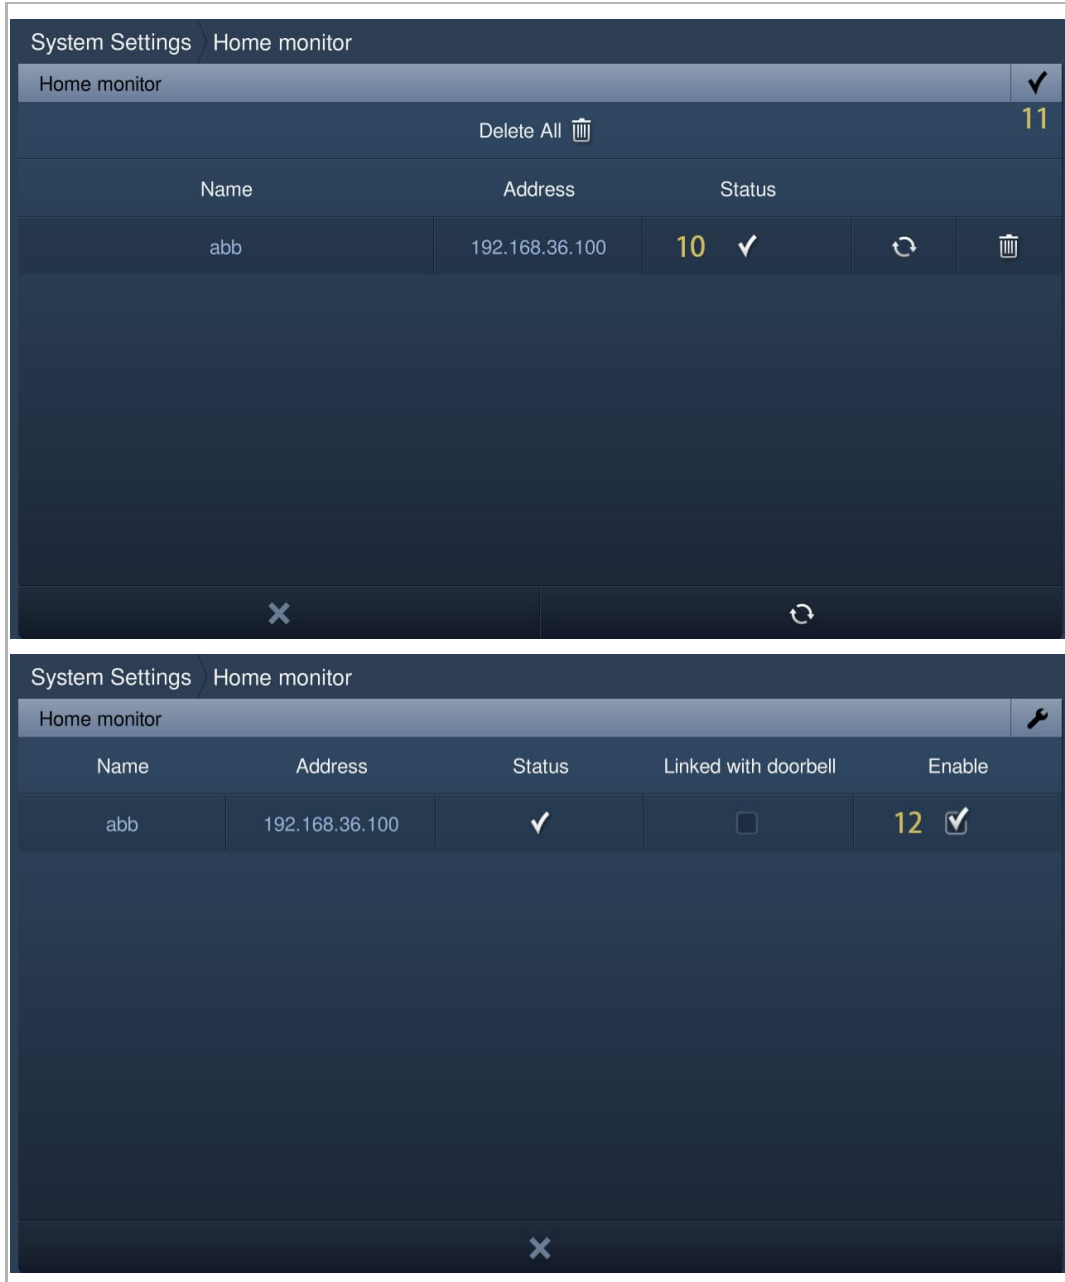 System Settings Home monitor
Home monitor
11
Delete All
Name Address Status
abb 192.168.36.100 10
System Settings Home monitor
Home monitor
Name Address Status Linked with doorbell Enable
abb 192.168.36.100 12